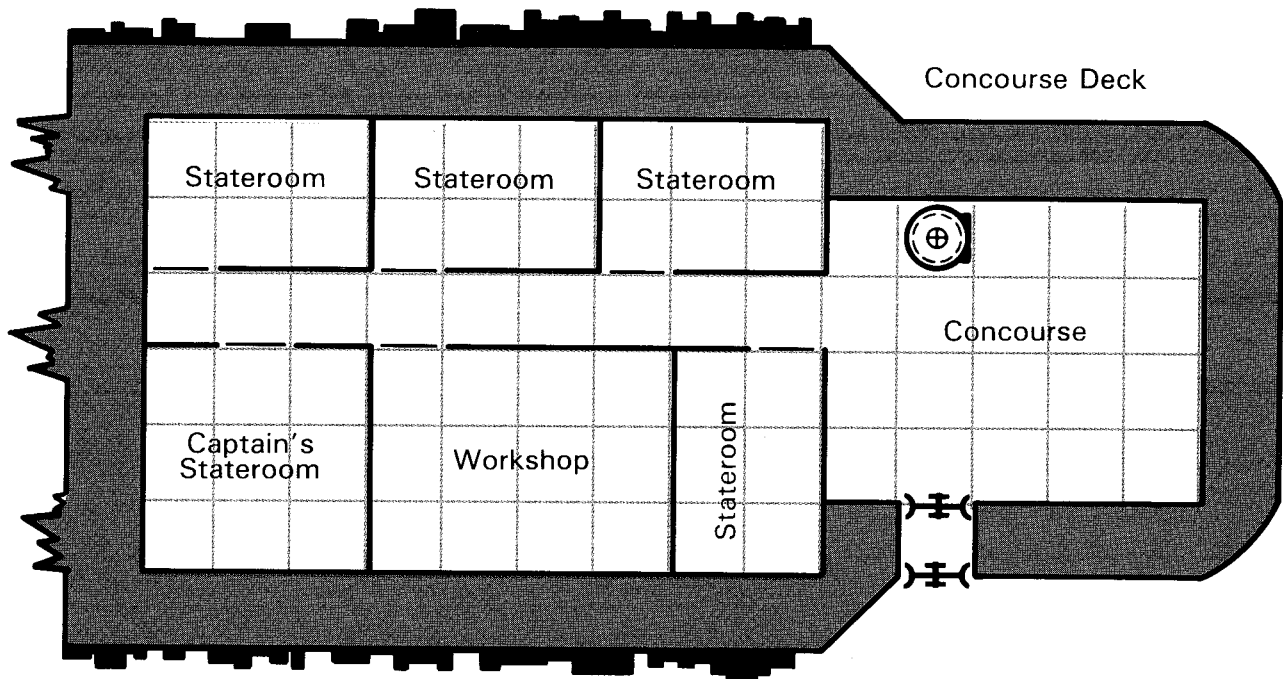 Concourse Deck
Stateroom
Stateroom
Stateroom
Concourse
Captain's
Stateroom
Workshop
Stateroom